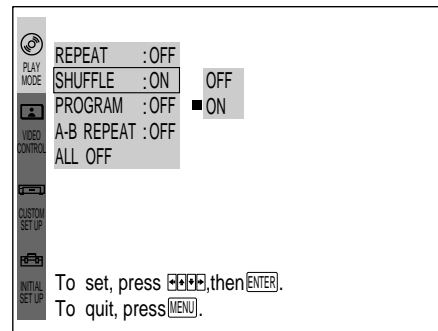 PLAY
MODE
VIDEO
CONTROL
CUSTOM
SET UP
INITIAL
SET UP
REPEAT :OFF
SHUFFLE :ON
PROGRAM :OFF
A-B REPEAT :OFF
ALL OFF
OFF
ON
To set, press ,then ENTER.
To quit, press MENU.